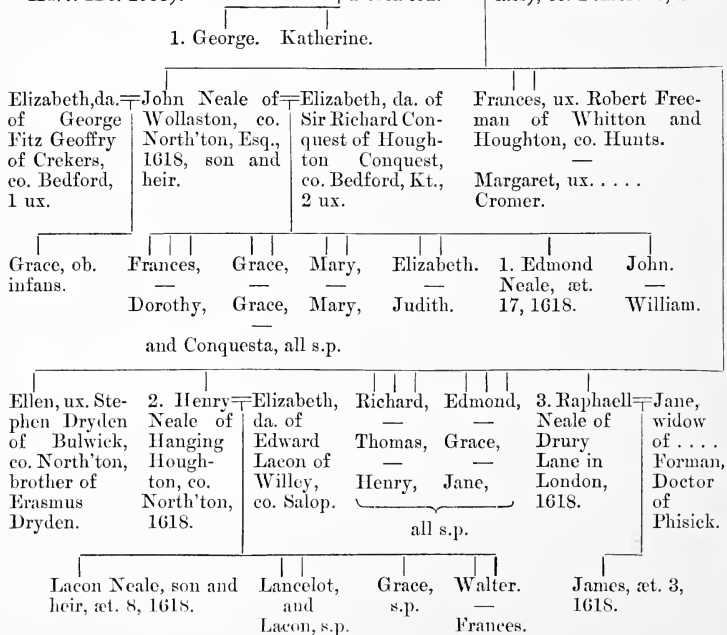 1. George. Katherine.
Elizabeth, da. of George Fitz Geoffry of Crekers, co. Bedford, 1 ux.
John Neale of Wollaston, co. North'ton, Esq., 1618, son and heir.
Elizabeth, da. of Sir Richard Conquest of Houghton Conquest, co. Bedford, Kt., 2 ux.
Frances, ux. Robert Freeman of Whitton and Houghton, co. Hunts.
—
Margaret, ux. . . . . Cromer.
Grace, ob. infans.
Frances,
—
Dorothy,
Grace,
—
Grace,
—
Mary,
—
Mary,
Elizabeth.
—
Judith.
and Conquesta, all s.p.
1. Edmond Neale, æt. 17, 1618.
John.
—
William.
Ellen, ux. Stephen Dryden of Bulwick, co. North'ton, brother of Erasmus Dryden.
2. Henry Neale of Hanging Houghton, co. North'ton, 1618.
Elizabeth, da. of Edward Lacon of Willey, co. Salop.
Richard,
—
Thomas,
—
Henry,
Edmond,
—
Grace,
—
Jane,
all s.p.
3. Raphaell Neale of Drury Lane in London, 1618.
Jane, widow of . . . . Forman, Doctor of Phisick.
Lacon Neale, son and heir, æt. 8, 1618.
Lancelot, and Lacon, s.p.
Grace, s.p.
Walter.
—
Frances.
James, æt. 3, 1618.